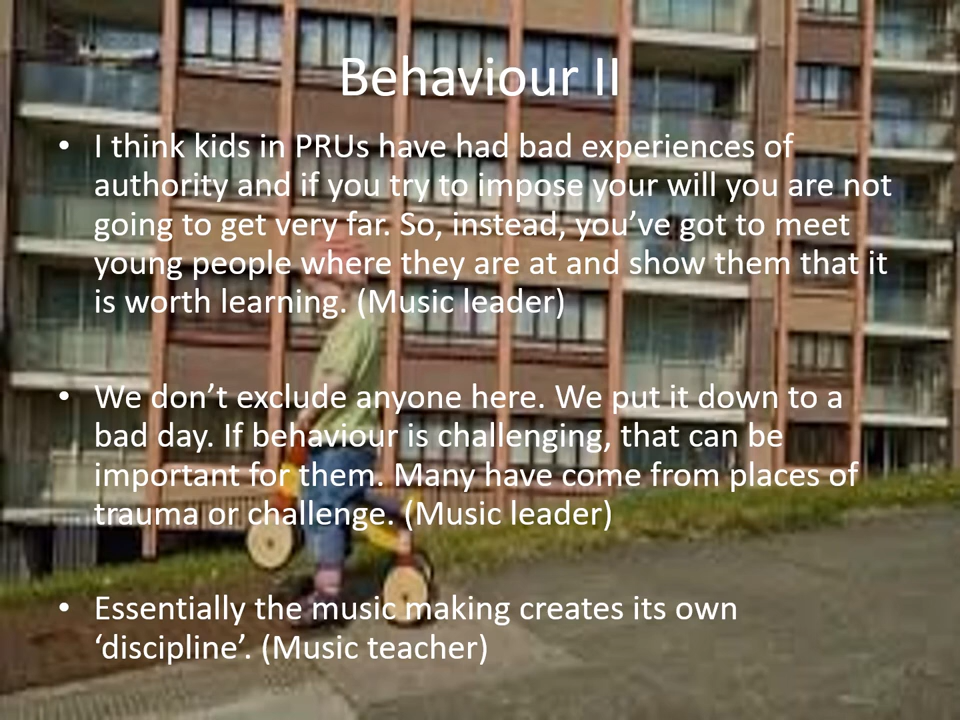 Behaviour II
• I think kids in PRUs have had bad experiences of
authority and if you try to impose your will you are not
going to get very far. So, instead, you’ve got to meet
young people where they are at and show them that it
is worth learning. (Music leader)
• We don’t exclude anyone here. We put it down to a
bad day. If behaviour is challenging, that can be
important for them. Many have come from places of
trauma or challenge. (Music leader)
• Essentially the music making creates its own
‘discipline’. (Music teacher)